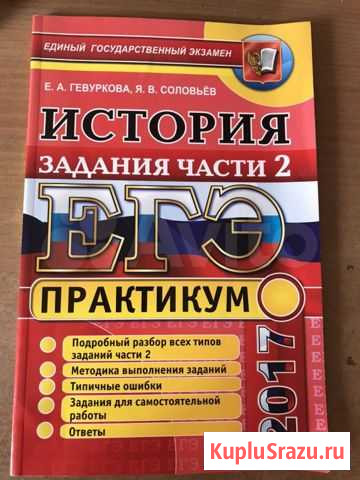 ЕДИНЫЙ ГОСУДАРСТВЕННЫЙ ЭКЗАМЕН
Е. А. ГЕВУРКОВА, Я. В. СОЛОВЬЁВ
ИСТОРИЯ
ЗАДАНИЯ ЧАСТИ 2
ЕГЭ
ПРАКТИКУМ
Подробный разбор всех типов
заданий части 2
Методика выполнения заданий
Типичные ошибки
Задания для самостоятельной
работы
Ответы
2017
Avito
KupluSrazu.ru